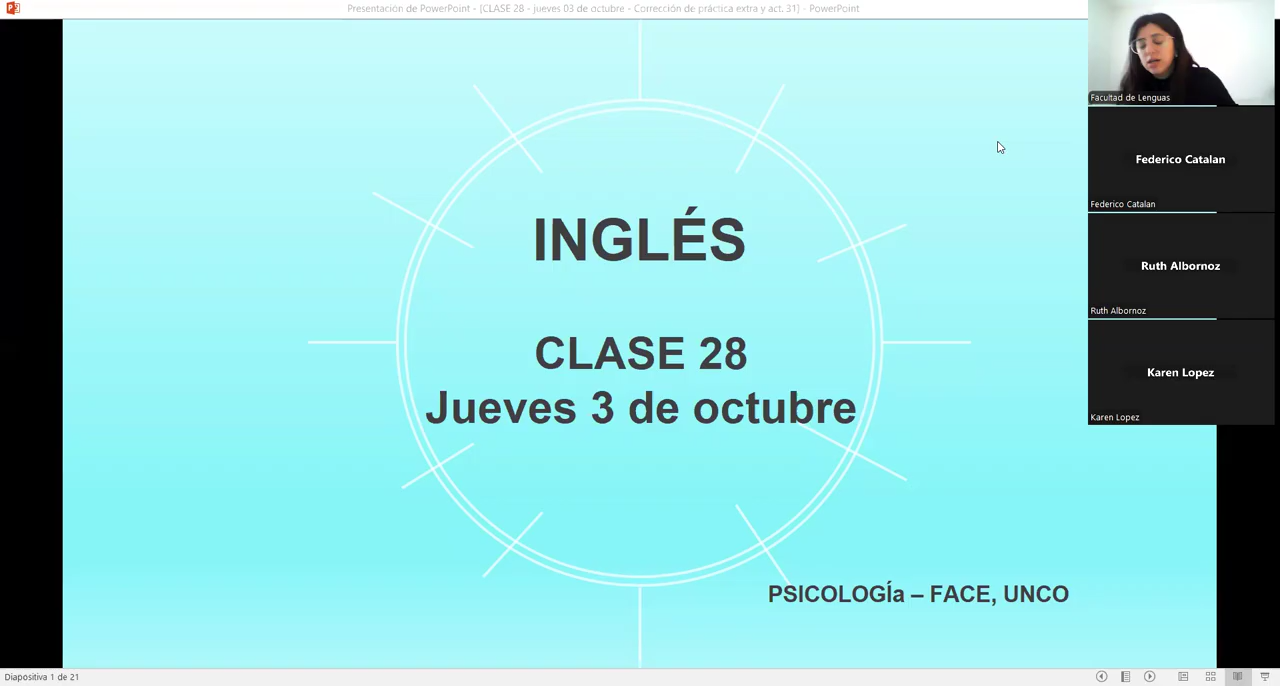 Presentación de PowerPoint - [CLASE 28 - jueves 03 de octubre - Corrección de práctica extra y act. 31] - PowerPoint
INGLÉS
CLASE 28
Jueves 3 de octubre
PSICOLOGÍa – FACE, UNCO
Facultad de Lenguas
Federico Catalan
Federico Catalan
Ruth Albornoz
Ruth Albornoz
Karen Lopez
Karen Lopez
Diapositiva 1 de 21